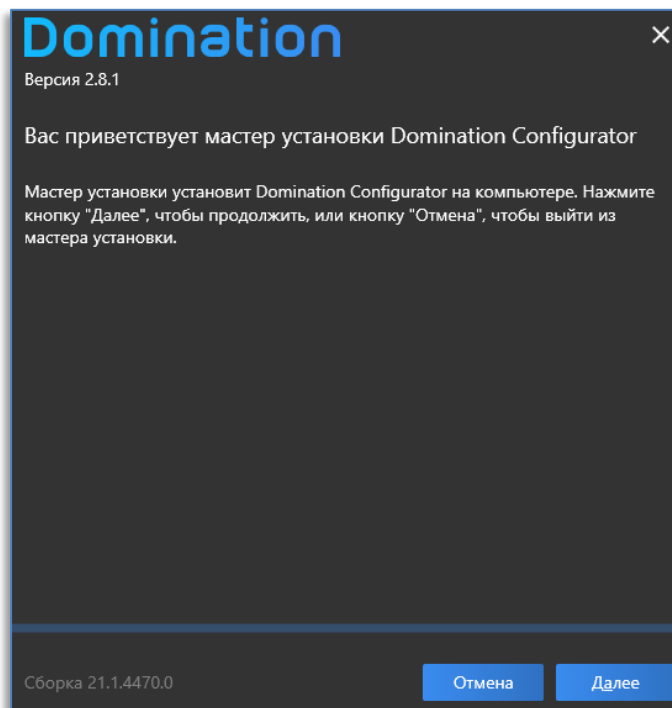 Domination
Версия 2.8.1
Вас приветствует мастер установки Domination Configurator
Мастер установки установит Domination Configurator на компьютере. Нажмите
кнопку "Далее", чтобы продолжить, или кнопку "Отмена", чтобы выйти из
мастера установки.
Сборка 21.1.4470.0
Отмена
Далее